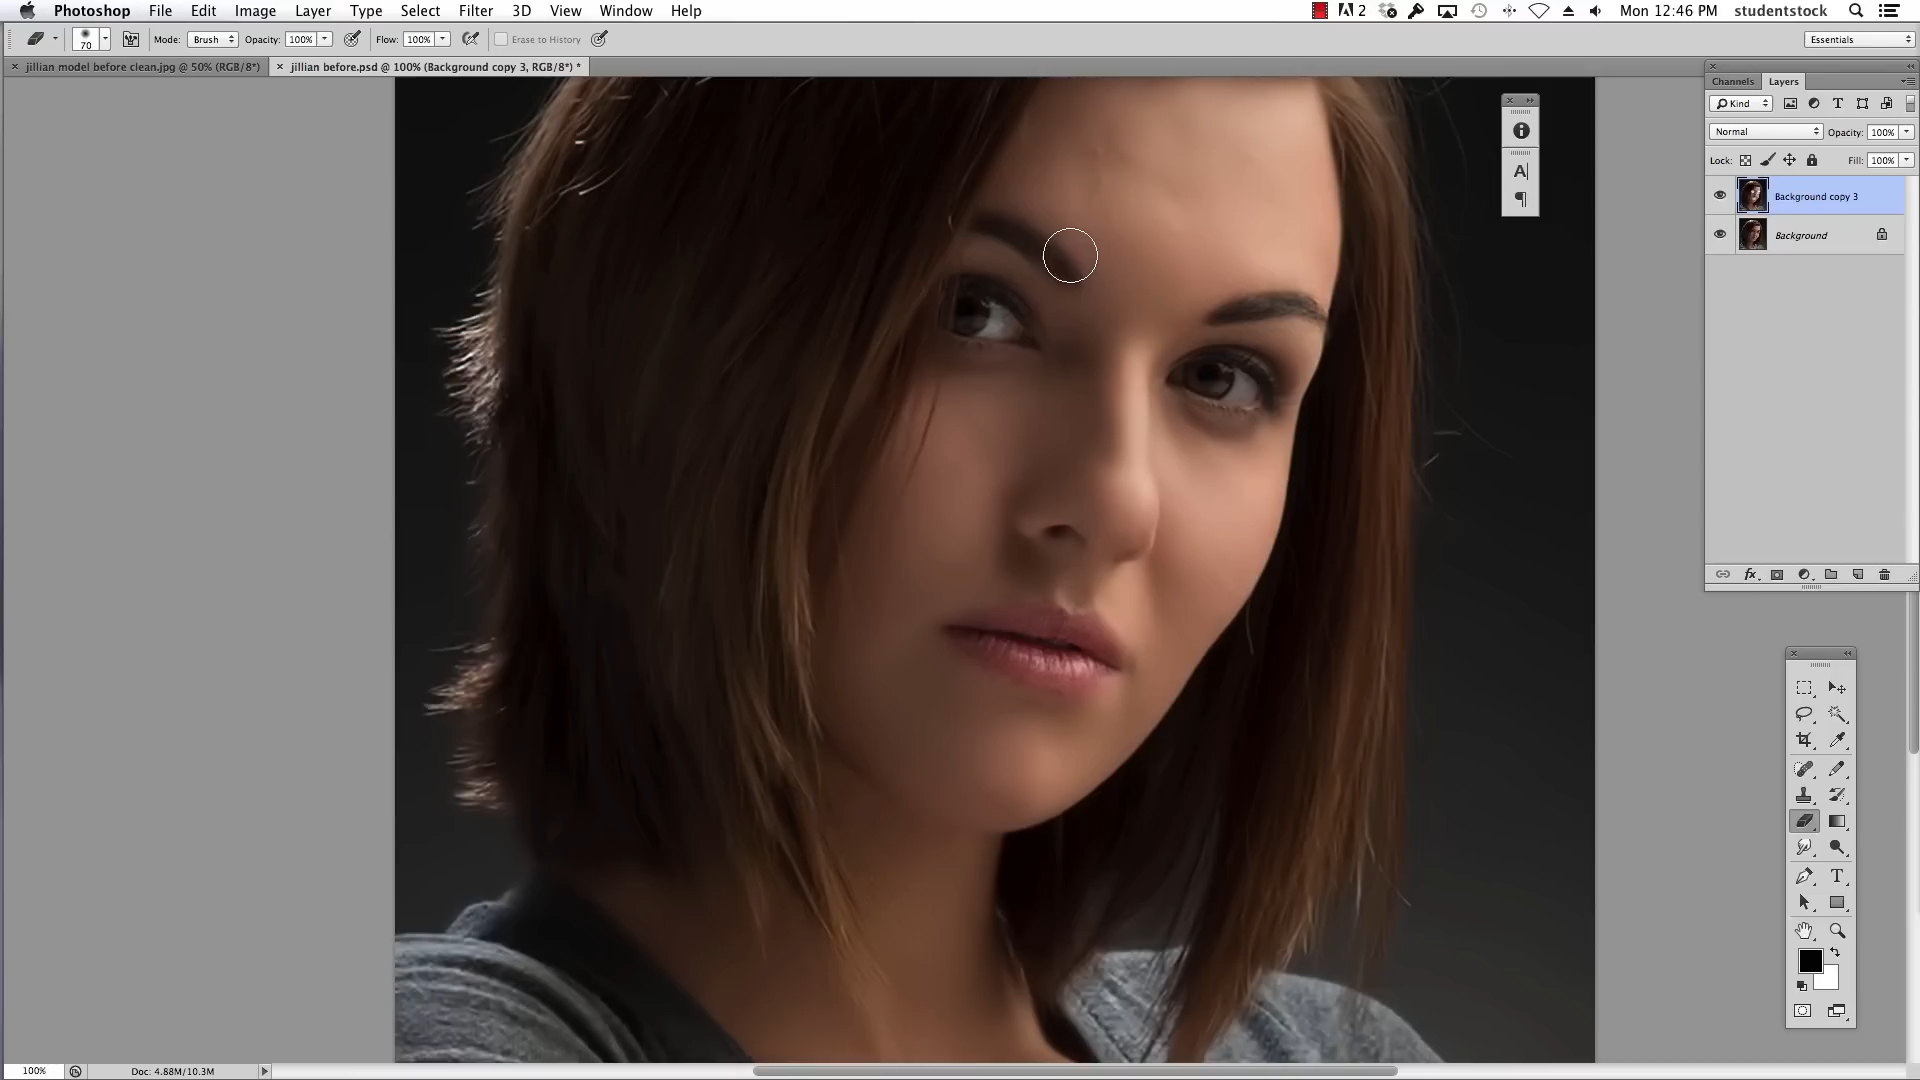 Photoshop File Edit Image Layer Type Select Filter 3D View Window Help 2 Mon 12:46 PM studentstock
70 Mode: Brush Opacity: 100% Flow: 100% Erase to History Essentials
× jillian model before clean.jpg @ 50% (RGB/8*) × jillian before.psd @ 100% (Background copy 3, RGB/8*) *
Channels Layers
Kind T
Normal Opacity: 100%
Lock: Fill: 100%
A
¶
Background copy 3
Background
fx
T
100% Doc: 4.88M/10.3M